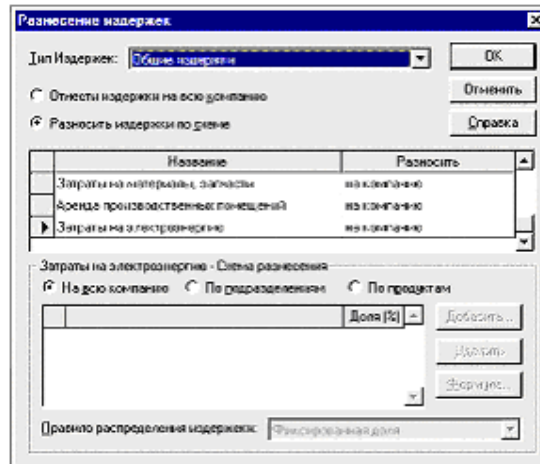 Разнесение издержек
Тип Издержек: Общие издержки
OK
Отнести издержки на всю компанию
Отменить
Разносить издержки по схеме
Справка
Название Разносить
Затраты на материалы, запчасти на компанию
Аренда производственных помещений на компанию
Затраты на электроэнергию на компанию
Затраты на электроэнергию - Схема разнесения
На всю компанию По подразделениям По продуктам
Доля (%)
Добавить...
Удалить
Формула...
Правило распределения издержек: Фиксированная доля